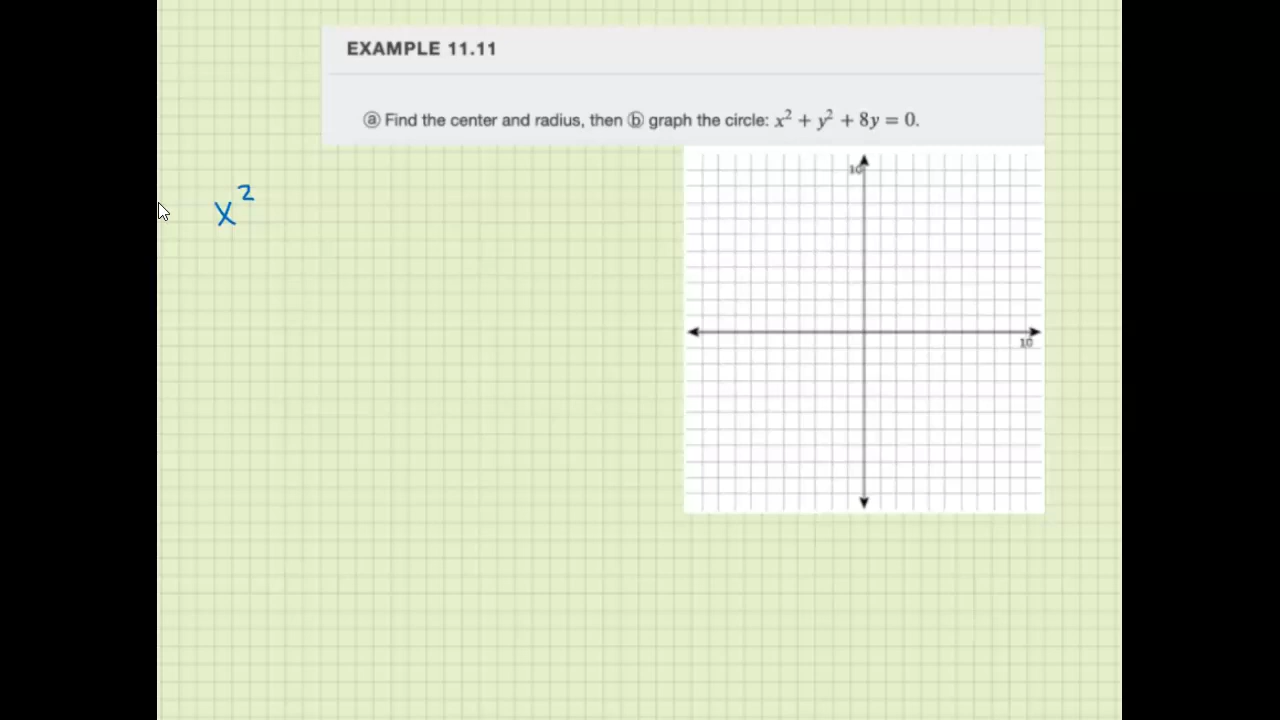 EXAMPLE 11.11
ⓐ Find the center and radius, then ⓑ graph the circle: x² + y² + 8y = 0.
10
x²
10